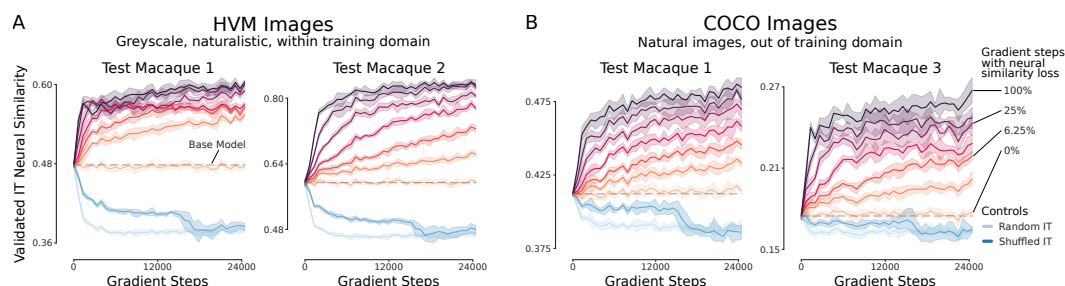 A
HVM Images
Greyscale, naturalistic, within training domain
Test Macaque 1
Test Macaque 2
Validated IT Neural Similarity
0.60
0.48
0.36
Base Model
0.80
0.64
0.48
0
12000
24000
Gradient Steps
0
12000
24000
Gradient Steps
B
COCO Images
Natural images, out of training domain
Test Macaque 1
Test Macaque 3
0.475
0.425
0.375
0.27
0.21
0.15
0
12000
24000
Gradient Steps
0
12000
24000
Gradient Steps
Gradient steps
with neural
similarity loss
100%
25%
6.25%
0%
Controls
Random IT
Shuffled IT